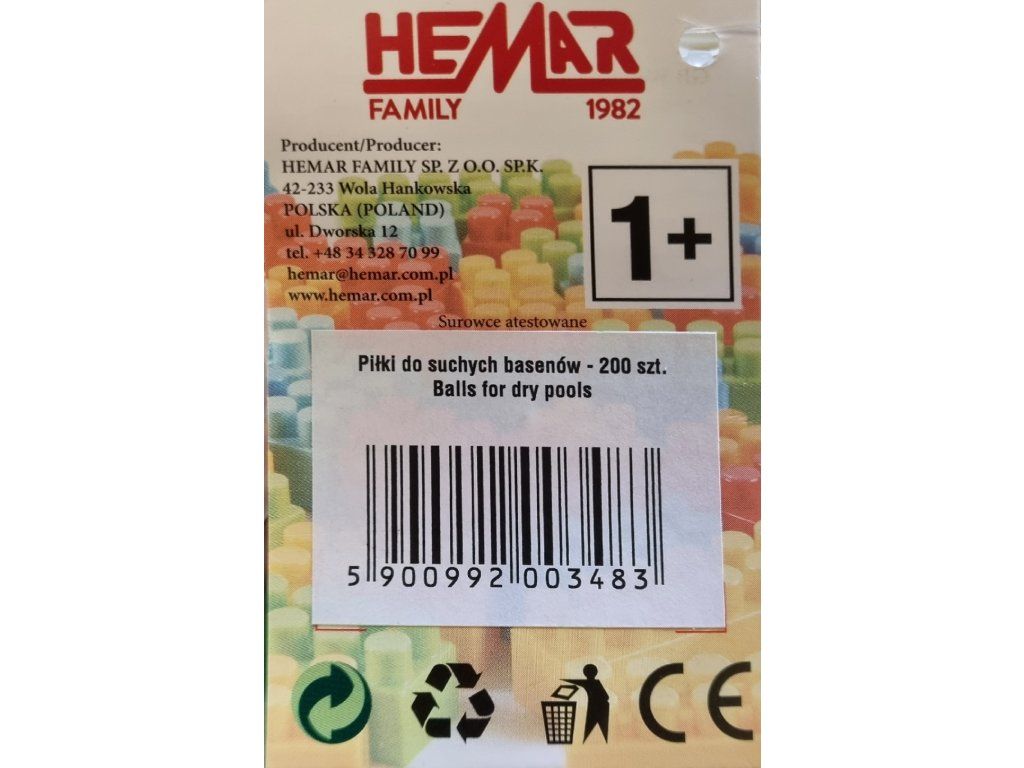 HEMAR
FAMILY 1982
Producent/Producer:
HEMAR FAMILY SP. Z O.O. SP.K.
42-233 Wola Hankowska
POLSKA (POLAND)
ul. Dworska 12
tel. +48 34 328 70 99
hemar@hemar.com.pl
www.hemar.com.pl
1+
Surowce atestowane
Piłki do suchych basenów - 200 szt.
Balls for dry pools
5 900992 003483
CE